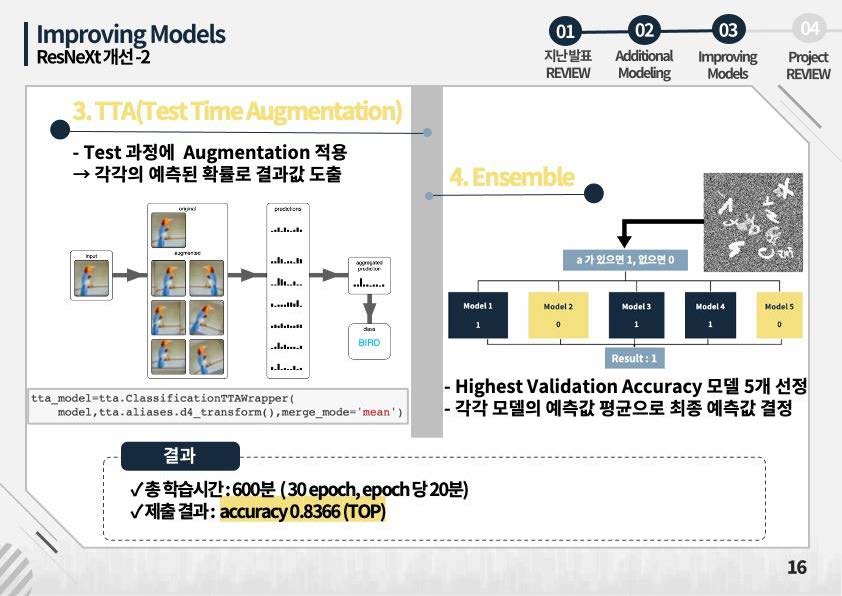 Improving Models
ResNeXt 개선 -2
01
02
03
04
지난 발표
REVIEW
Additional
Modeling
Improving
Models
Project
REVIEW
3. TTA(Test Time Augmentation)
- Test 과정에 Augmentation 적용
→ 각각의 예측된 확률로 결과값 도출
input
original
augmented
predictions
aggregated
prediction
class
BIRD
tta_model=tta.ClassificationTTAWrapper(
model,tta.aliases.d4_transform(),merge_mode='mean')
4. Ensemble
a 가 있으면 1, 없으면 0
Model 1
1
Model 2
0
Model 3
1
Model 4
1
Model 5
0
Result : 1
- Highest Validation Accuracy 모델 5개 선정
- 각각 모델의 예측값 평균으로 최종 예측값 결정
결과
✓총 학습시간 : 600분 ( 30 epoch, epoch 당 20분)
✓제출 결과 : accuracy 0.8366 (TOP)
16